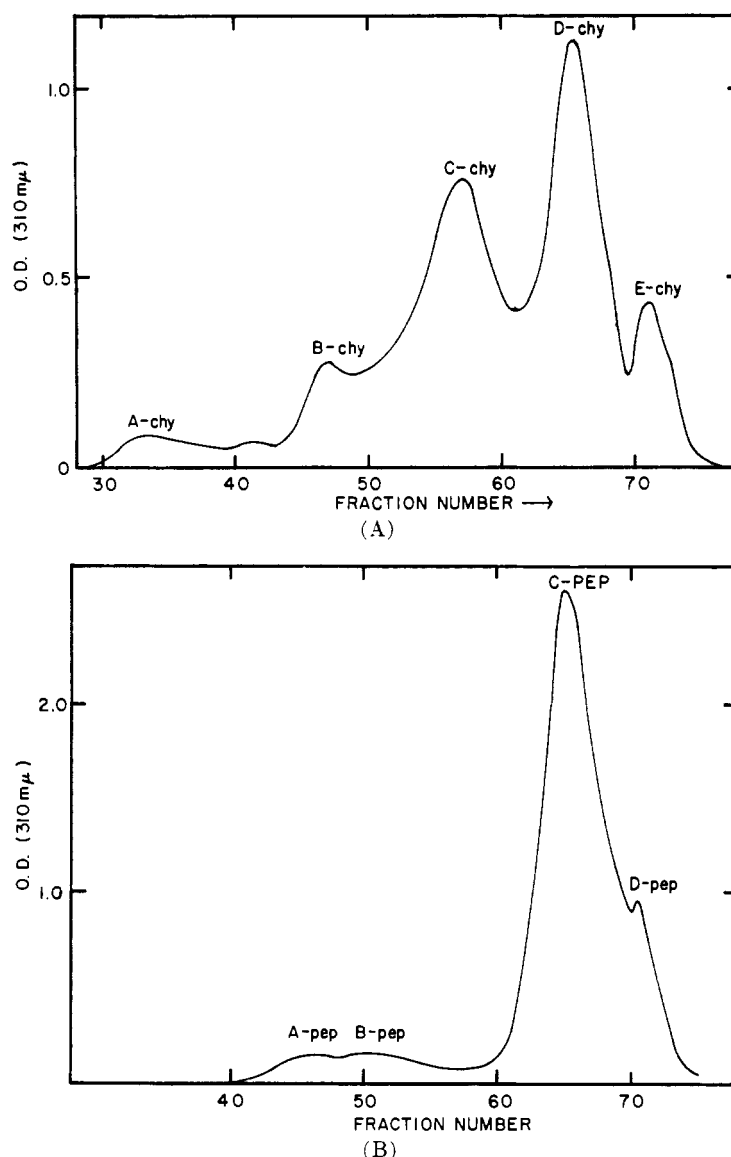 D-chy
1.0
C-chy
O.D. (310 mμ)
0.5
E-chy
B-chy
A-chy
0
30 40 50 60 70
FRACTION NUMBER →
(A)
C-PEP
2.0
O.D. (310 mμ)
1.0
D-pep
A-pep B-pep
40 50 60 70
FRACTION NUMBER
(B)